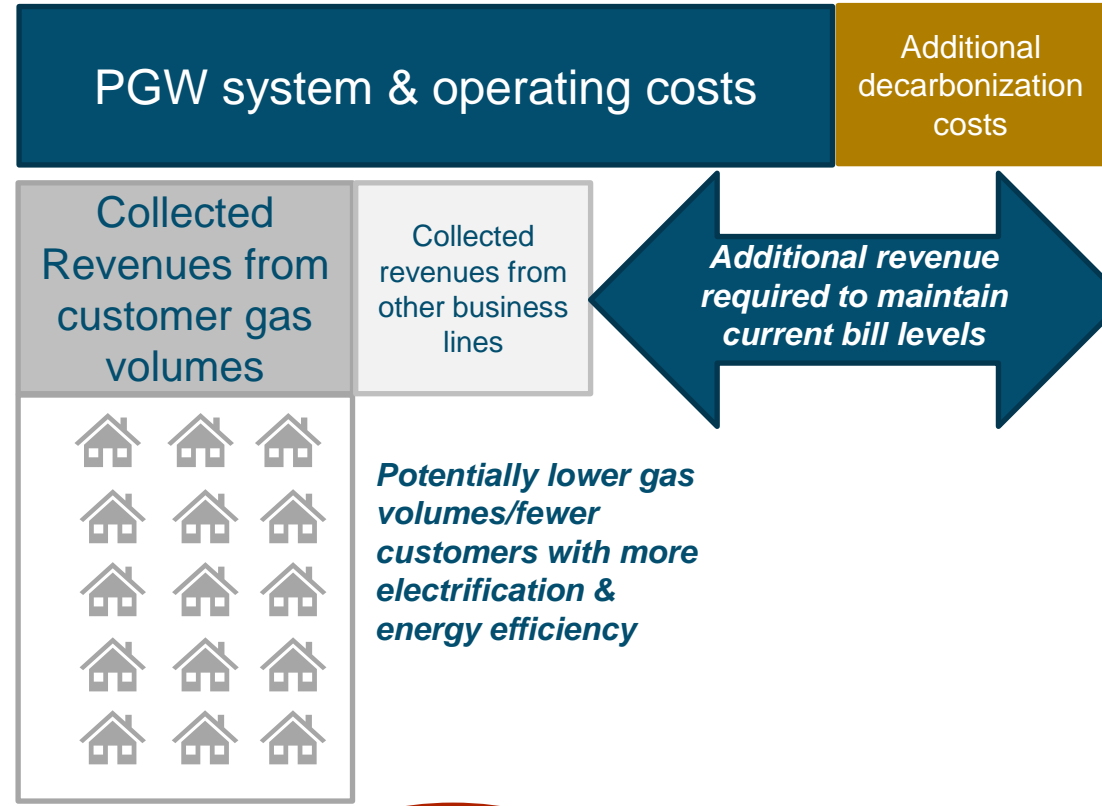 PGW system & operating costs
Additional
decarbonization
costs
Collected
Revenues from
customer gas
volumes
Collected
revenues from
other business
lines
Additional revenue
required to maintain
current bill levels
Potentially lower gas
volumes/fewer
customers with more
electrification &
energy efficiency